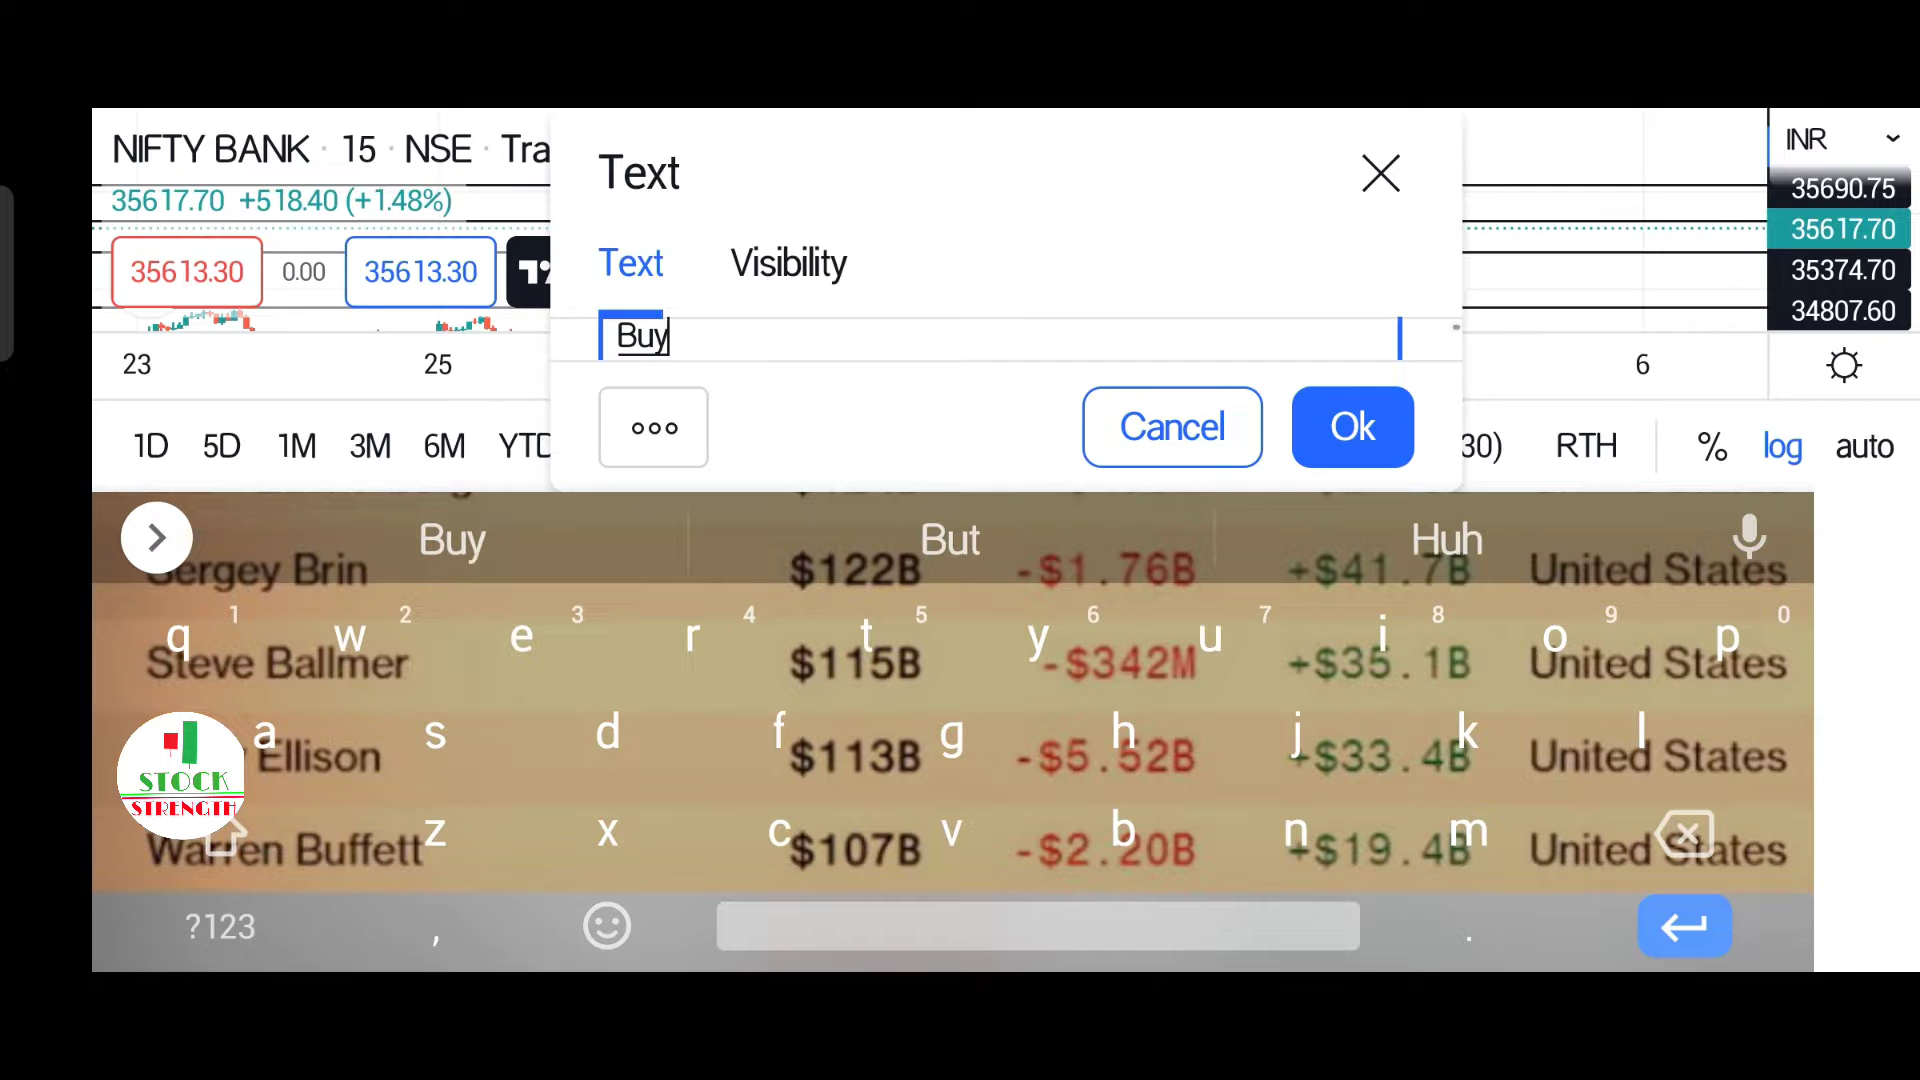 NIFTY BANK · 15 · NSE · Tra
35617.70 +518.40 (+1.48%)
35613.30 0.00 35613.30
23 25 6
Text
Text Visibility
Buy
Cancel Ok
INR
35690.75
35617.70
35374.70
34807.60
1D 5D 1M 3M 6M YTD 30) RTH % log auto
Buy But Huh
Sergey Brin $122B -$1.76B +$41.7B United States
1 2 3 4 5 6 7 8 9 0
q w e r t y u i o p
Steve Ballmer $115B -$342M +$35.1B United States
a s d f g h j k l
Ellison $113B -$5.52B +$33.4B United States
STOCK
STRENGTH
z x c v b n m
Warren Buffett $107B -$2.20B +$19.4B United States
?123 , .